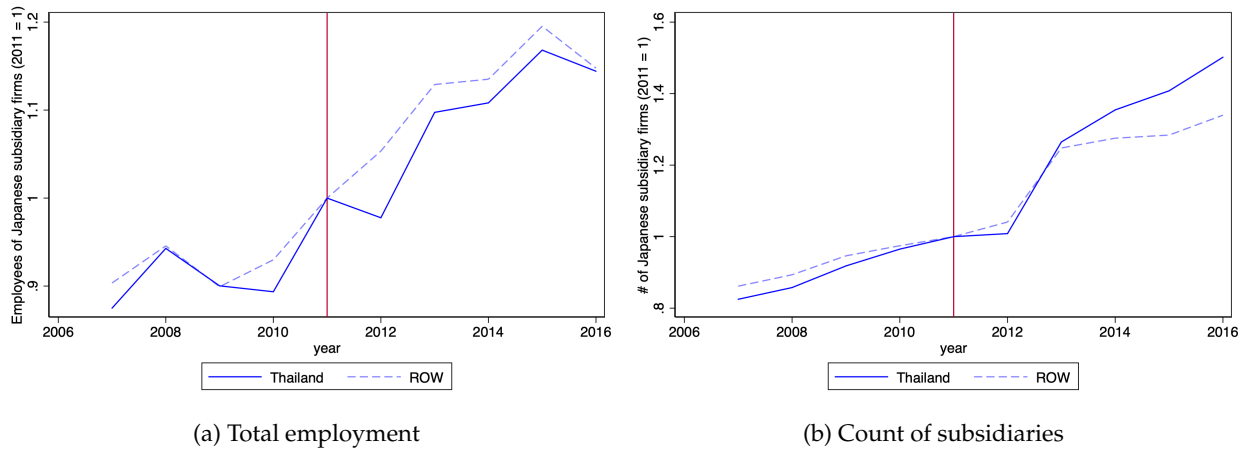 Employees of Japanese subsidiary firms (2011 = 1)
1.2
1.1
1
.9
2006 2008 2010 2012 2014 2016
year
Thailand ROW
(a) Total employment
# of Japanese subsidiary firms (2011 = 1)
1.6
1.4
1.2
1
.8
2006 2008 2010 2012 2014 2016
year
Thailand ROW
(b) Count of subsidiaries